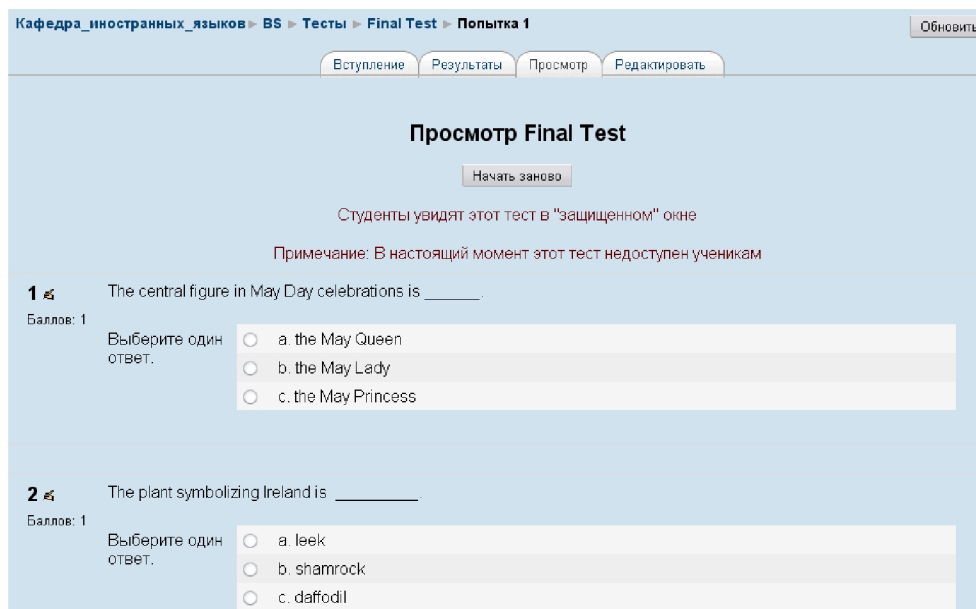 Кафедра_иностранных_языков ► BS ► Тесты ► Final Test ► Попытка 1
Обновить
Вступление Результаты Просмотр Редактировать
Просмотр Final Test
Начать заново
Студенты увидят этот тест в "защищенном" окне
Примечание: В настоящий момент этот тест недоступен ученикам
1 The central figure in May Day celebrations is _______.
Баллов: 1
Выберите один ответ.
a. the May Queen
b. the May Lady
c. the May Princess
2 The plant symbolizing Ireland is __________.
Баллов: 1
Выберите один ответ.
a. leek
b. shamrock
c. daffodil